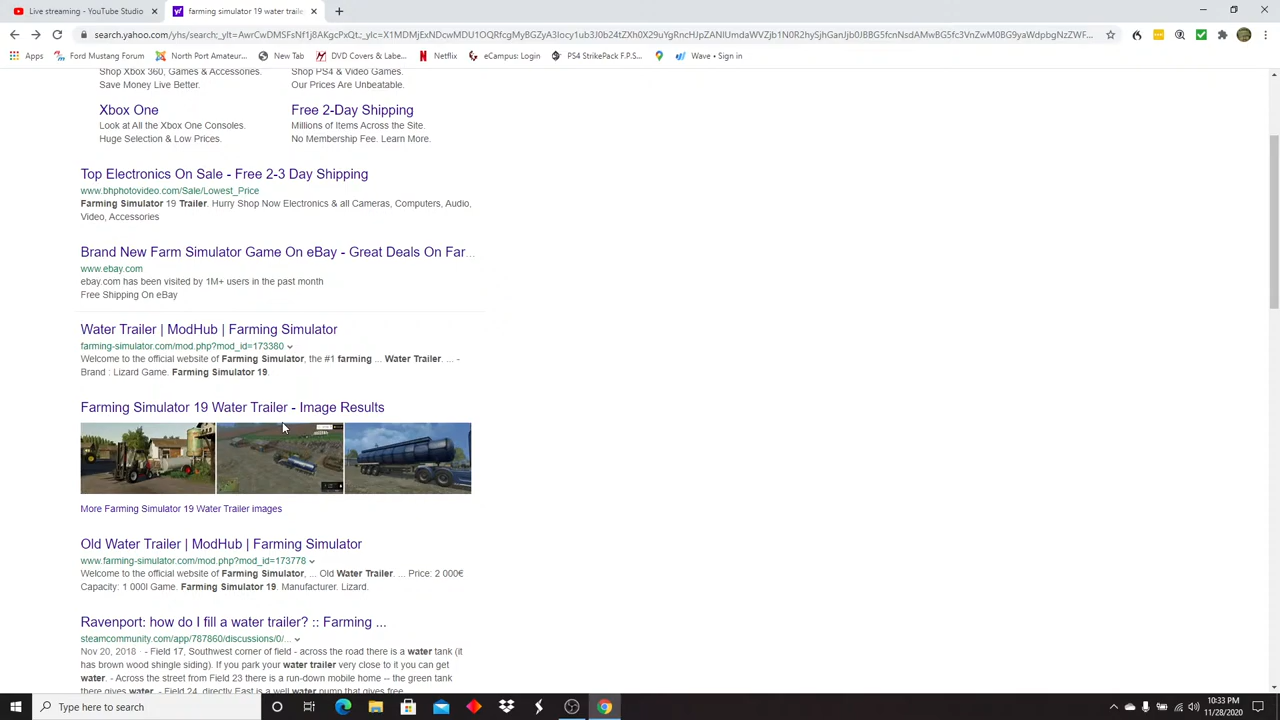 Live streaming - YouTube Studio
farming simulator 19 water traile
Apps
Ford Mustang Forum
North Port Amateur...
New Tab
DVD Covers & Labe...
Netflix
eCampus: Login
PS4 StrikePack F.P.S...
Wave • Sign in
Shop Xbox 360, Games & Accessories.
Shop PS4 & Video Games.
Save Money Live Better.
Our Prices Are Unbeatable.
Xbox One
Free 2-Day Shipping
Look at All the Xbox One Consoles.
Millions of Items Across the Site.
Huge Selection & Low Prices.
No Membership Fee. Learn More.
Top Electronics On Sale - Free 2-3 Day Shipping
www.bhphotovideo.com/Sale/Lowest_Price
Farming Simulator 19 Trailer. Hurry Shop Now Electronics & all Cameras, Computers, Audio,
Video, Accessories
Brand New Farm Simulator Game On eBay - Great Deals On Far...
www.ebay.com
ebay.com has been visited by 1M+ users in the past month
Free Shipping On eBay
Water Trailer | ModHub | Farming Simulator
farming-simulator.com/mod.php?mod_id=173380
Welcome to the official website of Farming Simulator, the #1 farming ... Water Trailer. ... -
Brand : Lizard Game. Farming Simulator 19.
Farming Simulator 19 Water Trailer - Image Results
More Farming Simulator 19 Water Trailer images
Old Water Trailer | ModHub | Farming Simulator
www.farming-simulator.com/mod.php?mod_id=173778
Welcome to the official website of Farming Simulator, ... Old Water Trailer. ... Price: 2 000€
Capacity: 1 000l Game. Farming Simulator 19. Manufacturer. Lizard.
Ravenport: how do I fill a water trailer? :: Farming ...
steamcommunity.com/app/787860/discussions/0/...
Nov 20, 2018 · - Field 17, Southwest corner of field - across the road there is a water tank (it
has brown wood shingle siding). If you park your water trailer very close to it you can get
water. - Across the street from Field 23 there is a run-down mobile home -- the green tank
there gives water. - Field 24, directly East is a well water pump that gives free
Type here to search
10:33 PM
11/28/2020